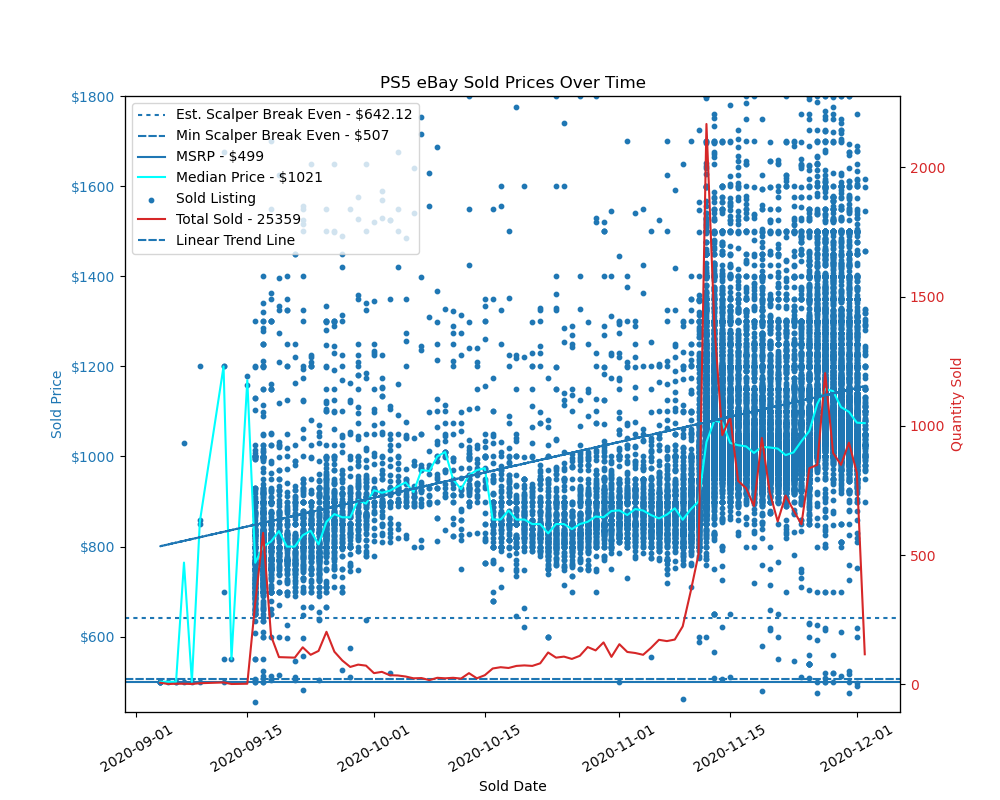 PS5 eBay Sold Prices Over Time
$1800
$1600
$1400
$1200
$1000
$800
$600
Sold Price
Est. Scalper Break Even - $642.12
Min Scalper Break Even - $507
MSRP - $499
Median Price - $1021
Sold Listing
Total Sold - 25359
Linear Trend Line
2000
1500
1000
500
0
Quantity Sold
2020-09-01
2020-09-15
2020-10-01
2020-10-15
2020-11-01
2020-11-15
2020-12-01
Sold Date